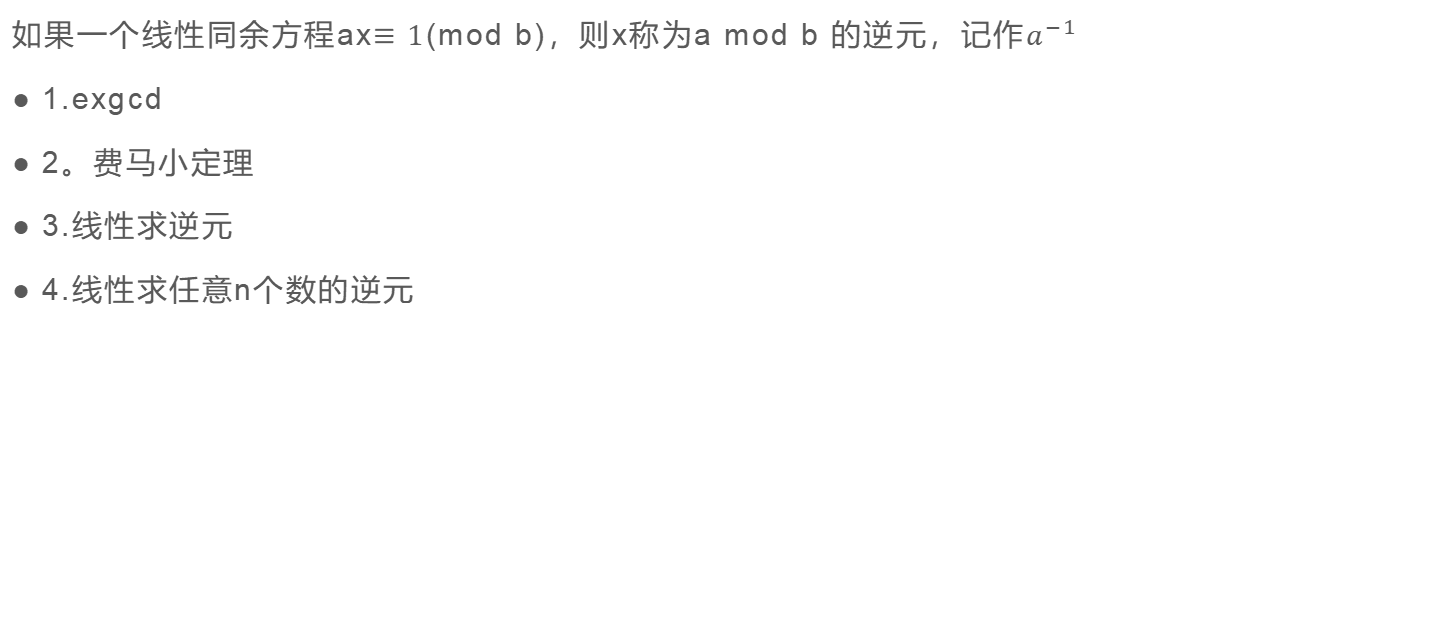 如果一个线性同余方程ax≡ 1(mod b)，则x称为a mod b 的逆元，记作𝑎⁻¹
● 1.exgcd
● 2。费马小定理
● 3.线性求逆元
● 4.线性求任意n个数的逆元